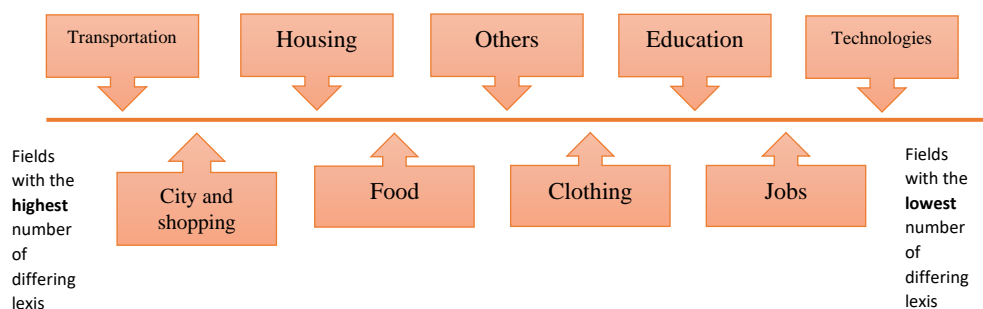 Transportation
Housing
Others
Education
Technologies
Fields
with the
highest
number
of
differing
lexis
City and
shopping
Food
Clothing
Jobs
Fields
with the
lowest
number
of
differing
lexis